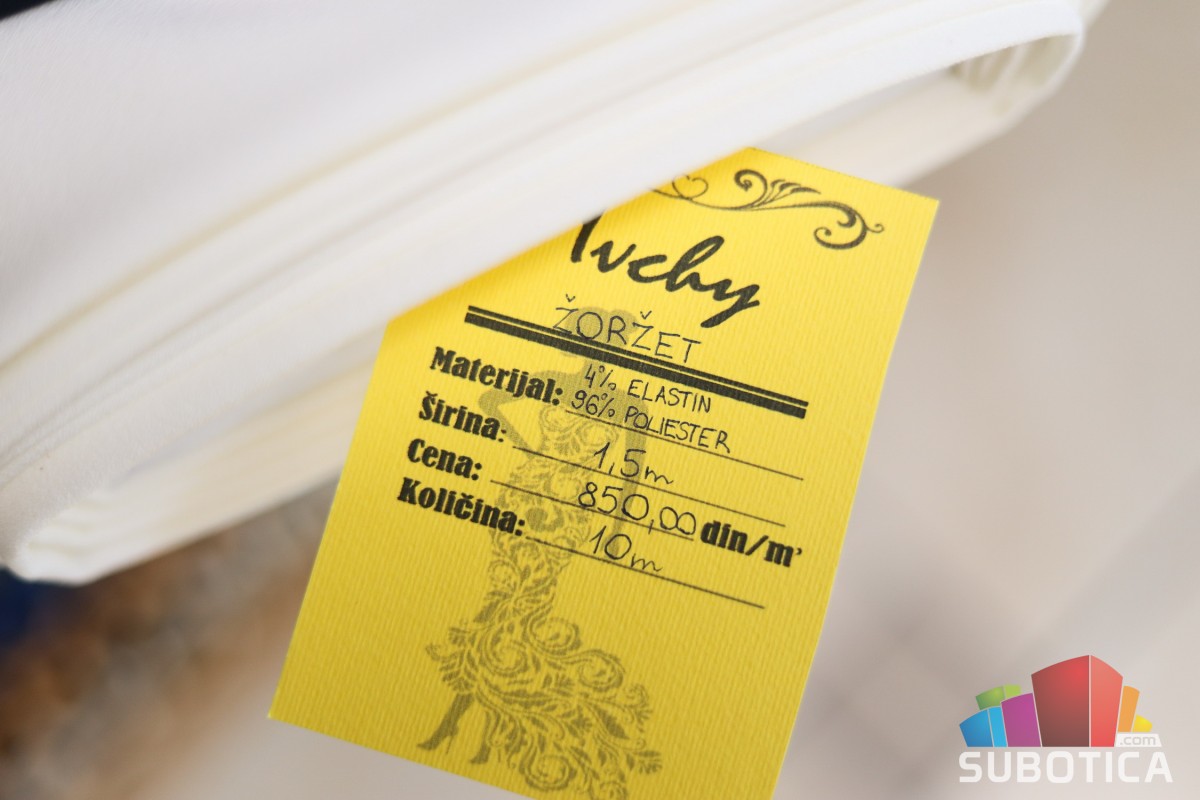 Ivchy
ŽORŽET
Materijal: 4% ELASTIN
96% POLIESTER
Širina: 1,5m
Cena: 850,00 din/m'
Količina: 10m
.com
SUBOTICA